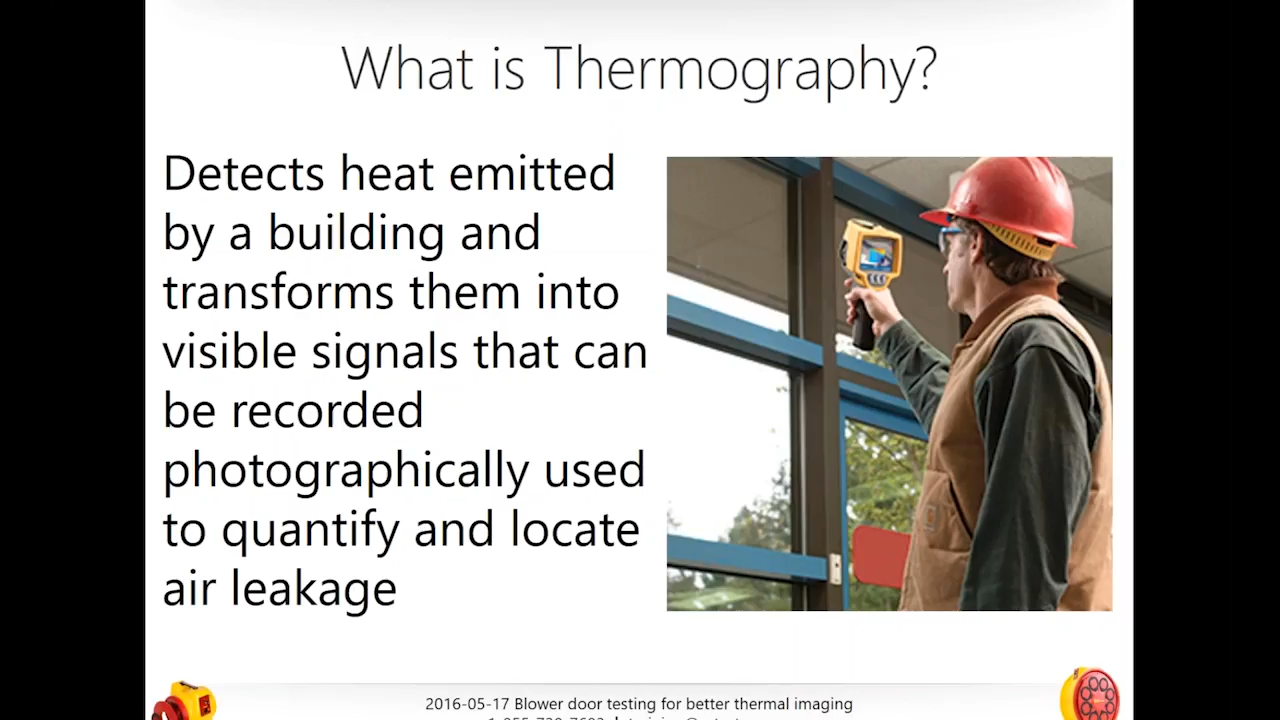 What is Thermography?
Detects heat emitted
by a building and
transforms them into
visible signals that can
be recorded
photographically used
to quantify and locate
air leakage
2016-05-17 Blower door testing for better thermal imaging